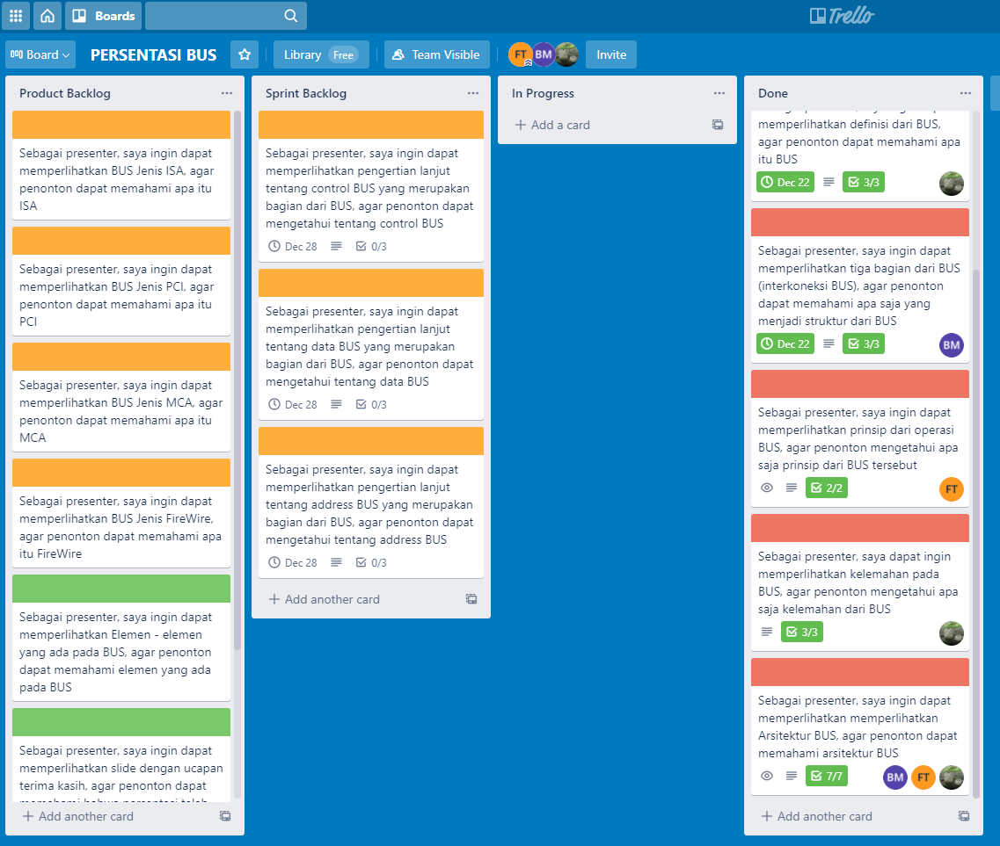 Boards
Trello
Board
PERSENTASI BUS
Library Free
Team Visible
FT
BM
Invite
Product Backlog
Sebagai presenter, saya ingin dapat
memperlihatkan BUS Jenis ISA, agar
penonton dapat memahami apa itu
ISA
Sebagai presenter, saya ingin dapat
memperlihatkan BUS Jenis PCI, agar
penonton dapat memahami apa itu
PCI
Sebagai presenter, saya ingin dapat
memperlihatkan BUS Jenis MCA, agar
penonton dapat memahami apa itu
MCA
Sebagai presenter, saya ingin dapat
memperlihatkan BUS Jenis FireWire,
agar penonton dapat memahami apa
itu FireWire
Sebagai presenter, saya ingin dapat
memperlihatkan Elemen - elemen
yang ada pada BUS, agar penonton
dapat memahami elemen yang ada
pada BUS
Sebagai presenter, saya ingin dapat
memperlihatkan slide dengan ucapan
terima kasih, agar penonton dapat
memahami bahwa persentasi telah
Add another card
Sprint Backlog
Sebagai presenter, saya ingin dapat
memperlihatkan pengertian lanjut
tentang control BUS yang merupakan
bagian dari BUS, agar penonton dapat
mengetahui tentang control BUS
Dec 28 0/3
Sebagai presenter, saya ingin dapat
memperlihatkan pengertian lanjut
tentang data BUS yang merupakan
bagian dari BUS, agar penonton dapat
mengetahui tentang data BUS
Dec 28 0/3
Sebagai presenter, saya ingin dapat
memperlihatkan pengertian lanjut
tentang address BUS yang merupakan
bagian dari BUS, agar penonton dapat
mengetahui tentang address BUS
Dec 28 0/3
Add another card
In Progress
Add a card
Done
memperlihatkan definisi dari BUS,
agar penonton dapat memahami apa
itu BUS
Dec 22 3/3
Sebagai presenter, saya ingin dapat
memperlihatkan tiga bagian dari BUS
(interkoneksi BUS), agar penonton
dapat memahami apa saja yang
menjadi struktur dari BUS
Dec 22 3/3 BM
Sebagai presenter, saya ingin dapat
memperlihatkan prinsip dari operasi
BUS, agar penonton mengetahui apa
saja prinsip dari BUS tersebut
2/2 FT
Sebagai presenter, saya dapat ingin
memperlihatkan kelemahan pada
BUS, agar penonton mengetahui apa
saja kelemahan dari BUS
3/3
Sebagai presenter, saya ingin dapat
memperlihatkan memperlihatkan
Arsitektur BUS, agar penonton dapat
memahami arsitektur BUS
7/7 BM FT
Add another card